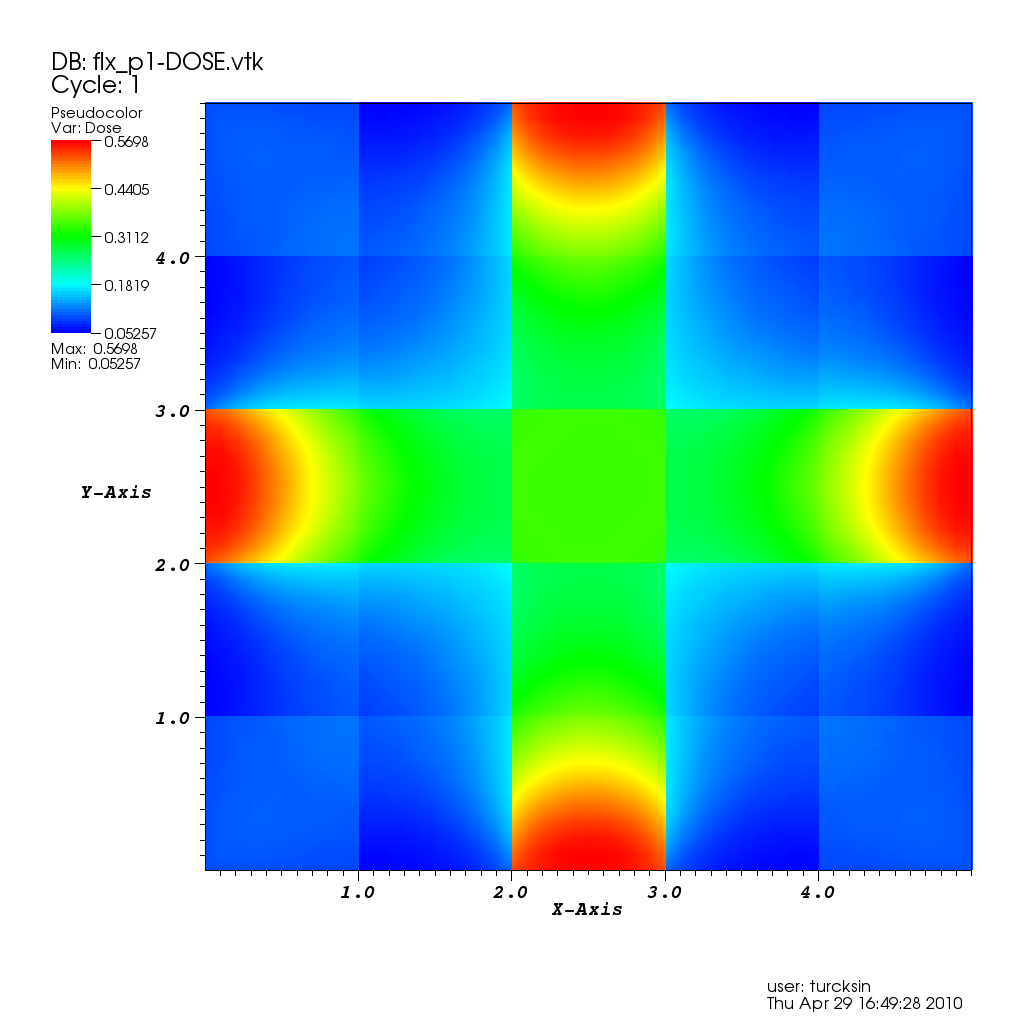 DB: flx_p1-DOSE.vtk
Cycle: 1
Pseudocolor
Var: Dose
0.5698
0.4405
0.3112
0.1819
0.05257
Max: 0.5698
Min: 0.05257
4.0
3.0
Y-Axis
2.0
1.0
1.0 2.0 3.0 4.0
X-Axis
user: turcksin
Thu Apr 29 16:49:28 2010